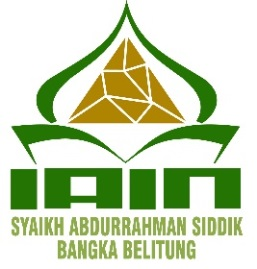 IAIN
SYAIKH ABDURRAHMAN SIDDIK
BANGKA BELITUNG